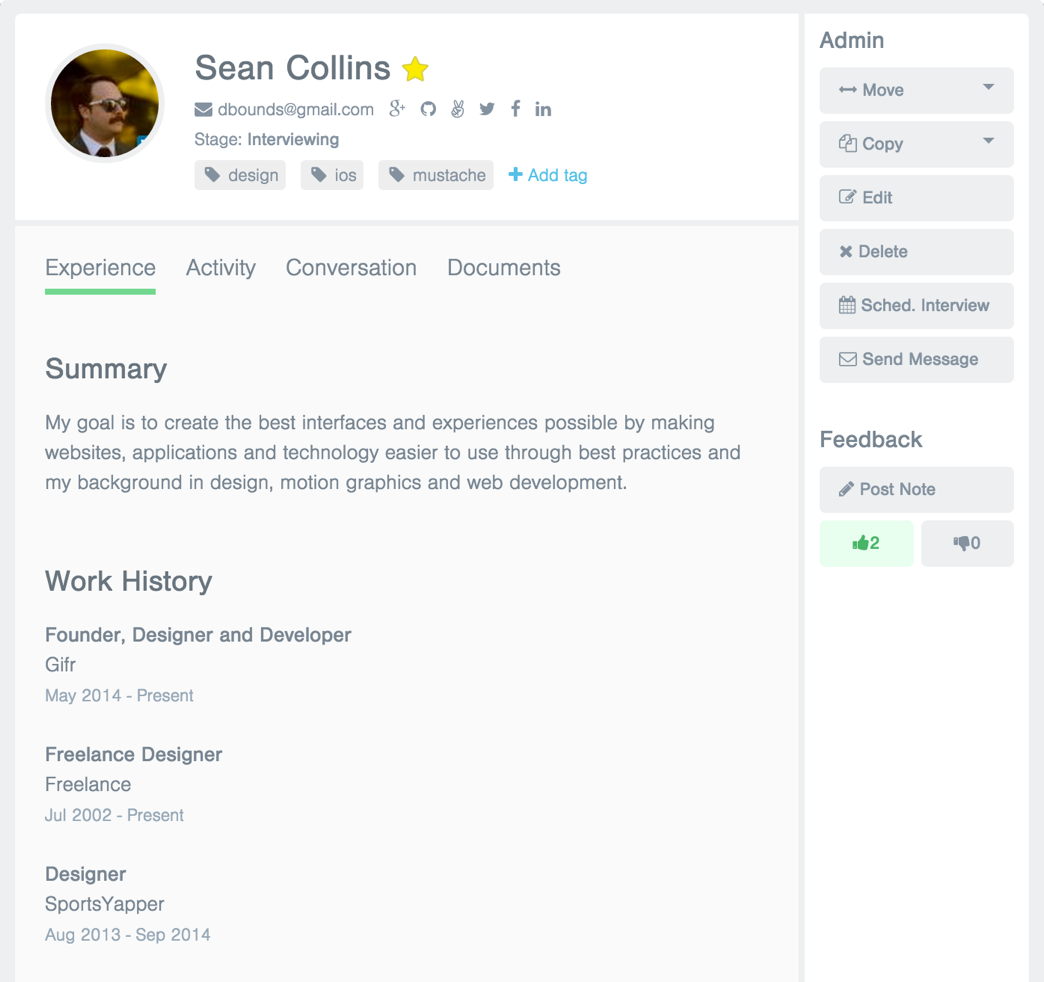 Sean Collins
dbounds@gmail.com
Stage: Interviewing
design ios mustache Add tag
Experience Activity Conversation Documents
Summary
My goal is to create the best interfaces and experiences possible by making
websites, applications and technology easier to use through best practices and
my background in design, motion graphics and web development.
Work History
Founder, Designer and Developer
Gifr
May 2014 - Present
Freelance Designer
Freelance
Jul 2002 - Present
Designer
SportsYapper
Aug 2013 - Sep 2014
Admin
Move
Copy
Edit
Delete
Sched. Interview
Send Message
Feedback
Post Note
2 0